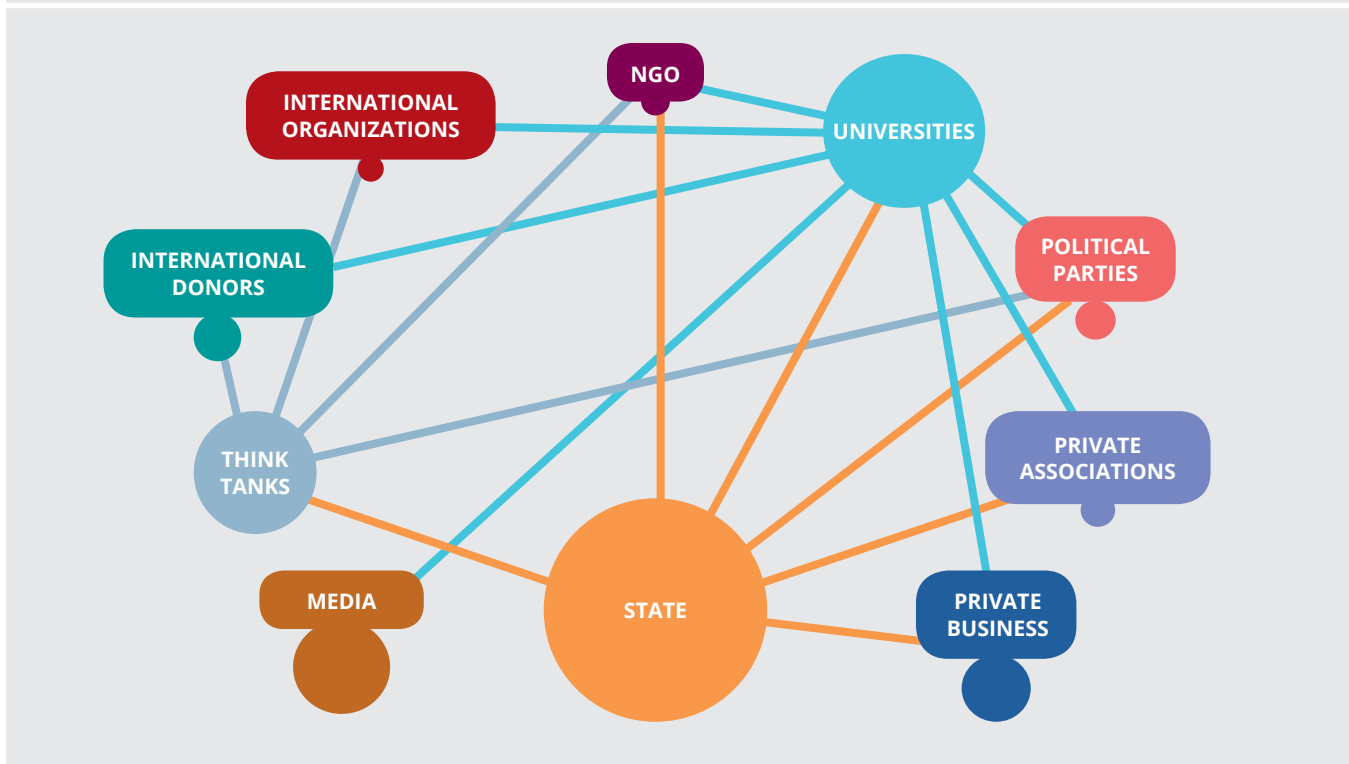 NGO
INTERNATIONAL
ORGANIZATIONS
UNIVERSITIES
INTERNATIONAL
DONORS
POLITICAL
PARTIES
THINK
TANKS
PRIVATE
ASSOCIATIONS
MEDIA
STATE
PRIVATE
BUSINESS